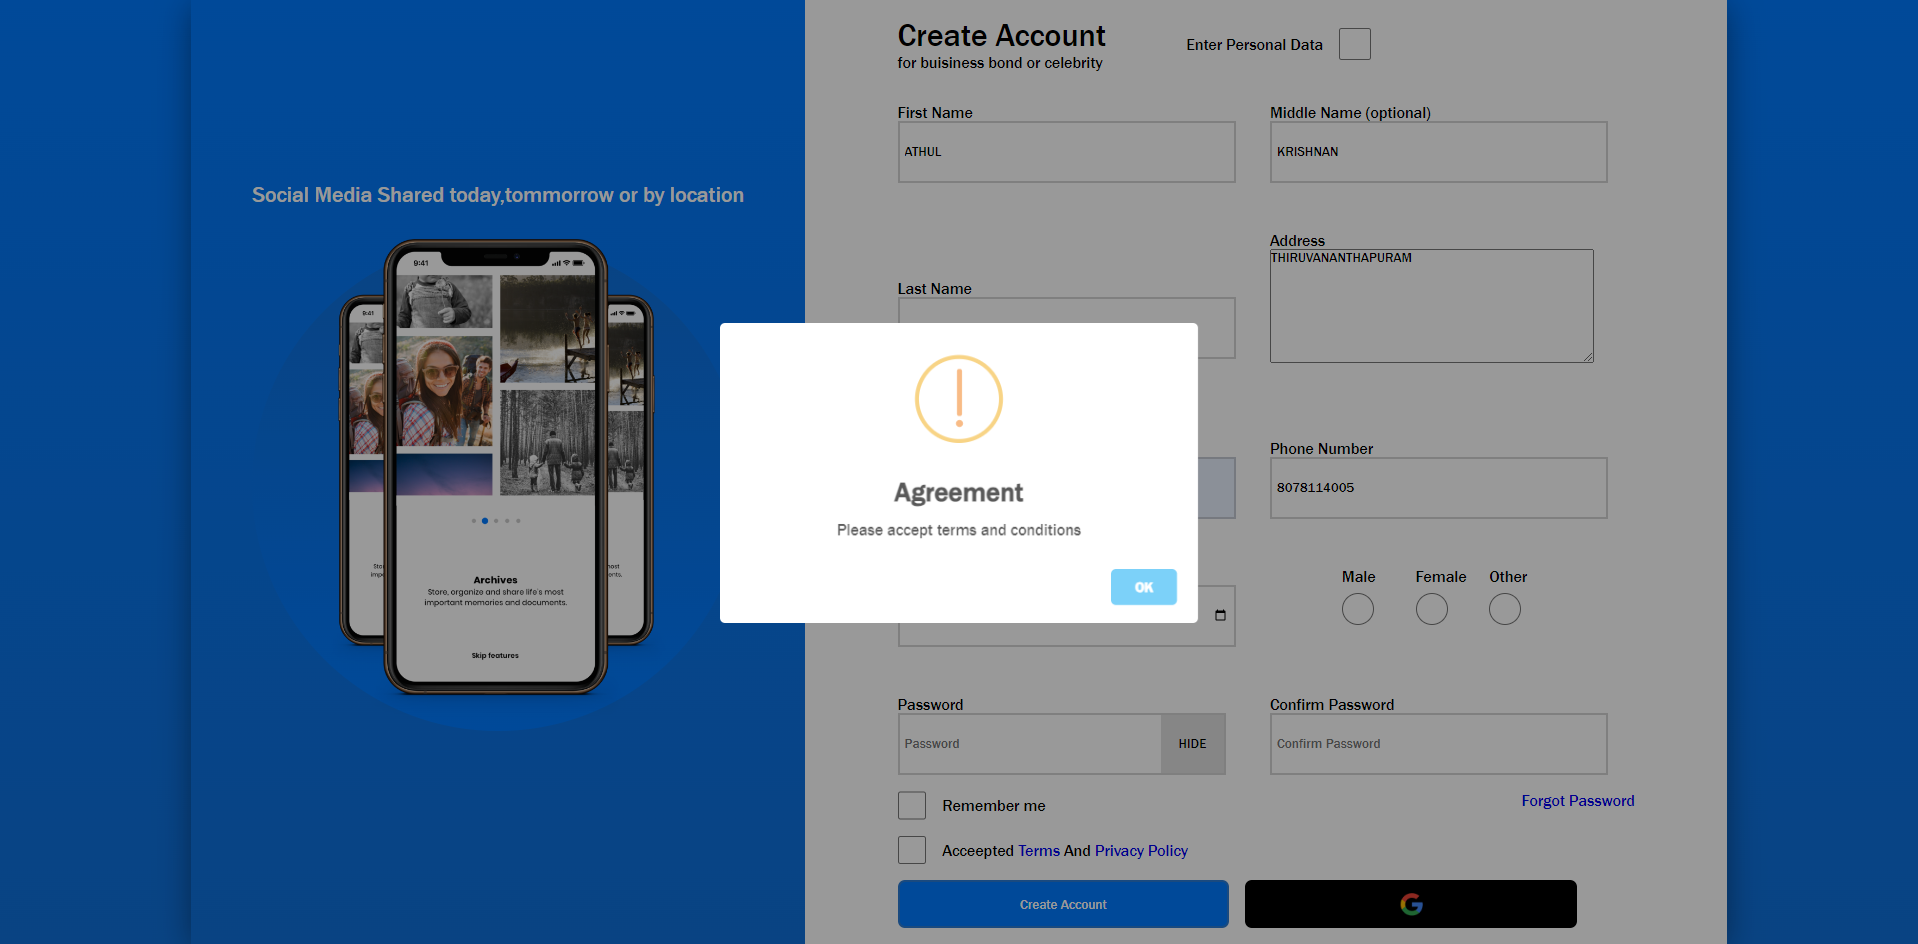 Create Account
for buisiness bond or celebrity
Enter Personal Data
First Name
Middle Name (optional)
ATHUL
KRISHNAN
Social Media Shared today,tommorrow or by location
Address
THIRUVANANTHAPURAM
Last Name
9:41
9:41
Agreement
Please accept terms and conditions
OK
Phone Number
8078114005
Archives
Store, organize and share life's most
important memories and documents.
Skip features
Male
Female
Other
Password
Confirm Password
Password
HIDE
Confirm Password
Remember me
Forgot Password
Acceepted Terms And Privacy Policy
Create Account